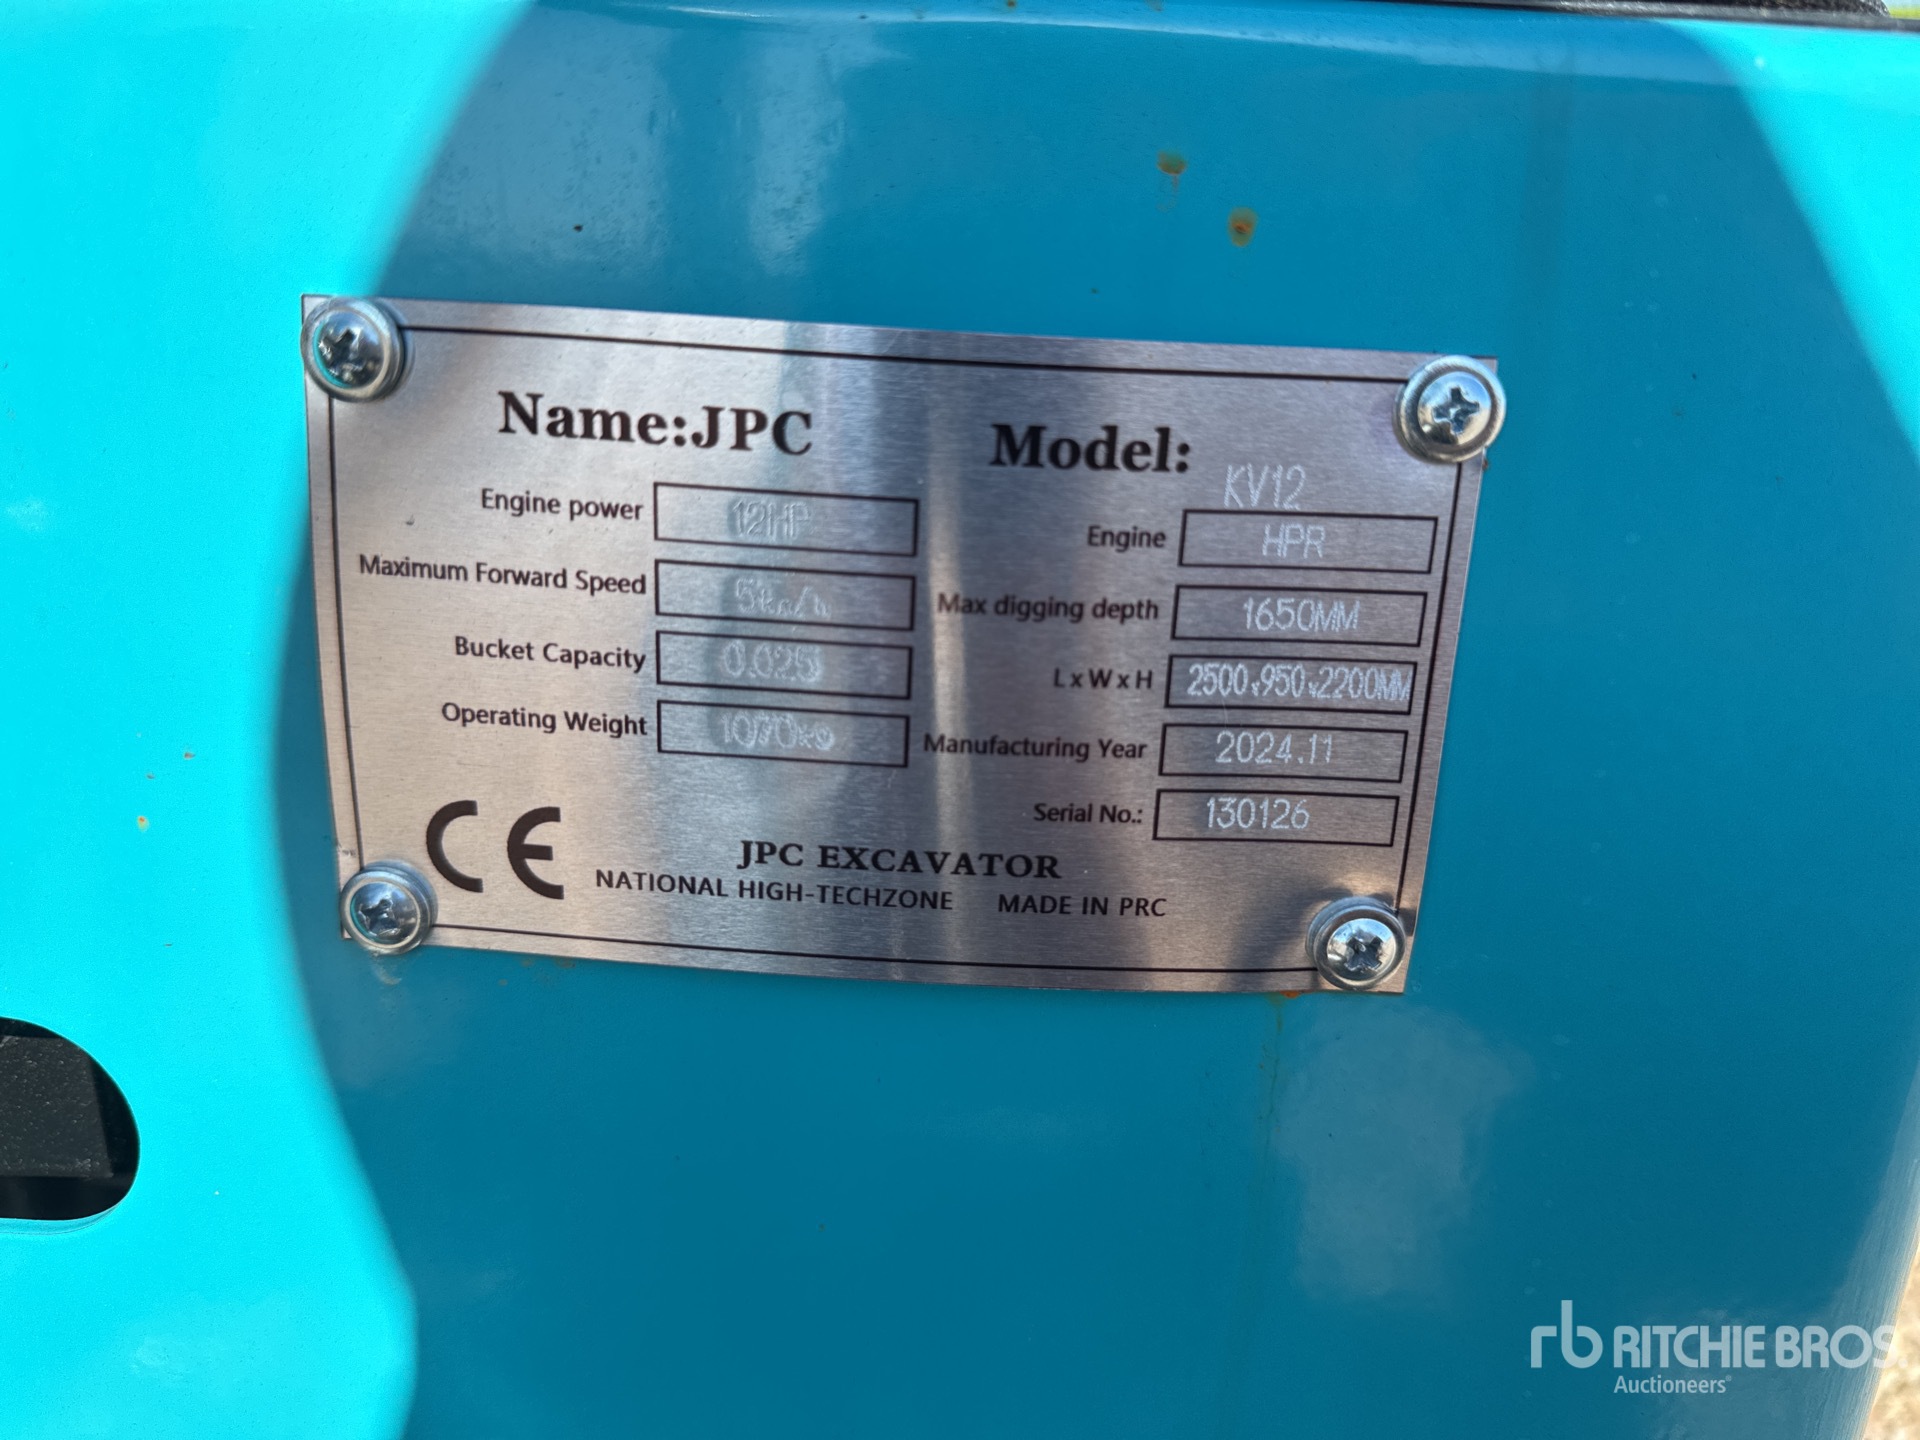 Name:JPC Model: KV12
Engine power 12HP Engine HPR
Maximum Forward Speed 5km/h Max digging depth 1650MM
Bucket Capacity 0.025 L x W x H 2500x950x2200MM
Operating Weight 1070KG Manufacturing Year 2024.11
Serial No.: 130126
CE
JPC EXCAVATOR
NATIONAL HIGH-TECHZONE MADE IN PRC
rb RITCHIE BROS.
Auctioneers